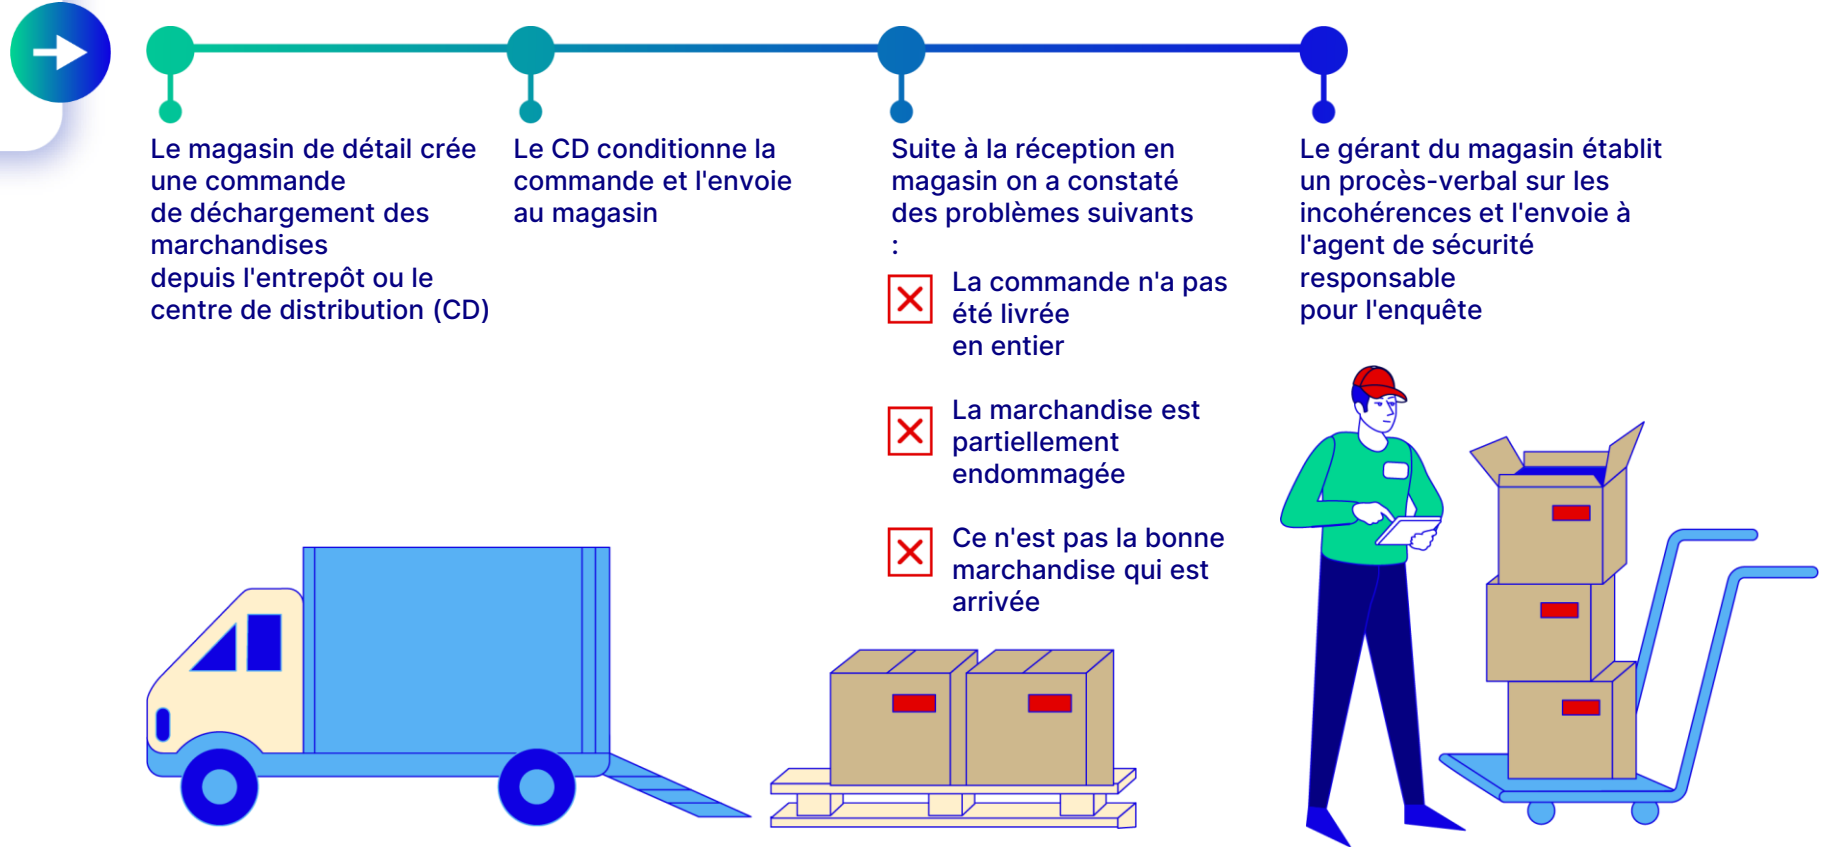 Le magasin de détail crée
une commande
de déchargement des
marchandises
depuis l'entrepôt ou le
centre de distribution (CD)
Le CD conditionne la
commande et l'envoie
au magasin
Suite à la réception en
magasin on a constaté
des problèmes suivants
:
La commande n'a pas
été livrée
en entier
La marchandise est
partiellement
endommagée
Ce n'est pas la bonne
marchandise qui est
arrivée
Le gérant du magasin établit
un procès-verbal sur les
incohérences et l'envoie à
l'agent de sécurité
responsable
pour l'enquête